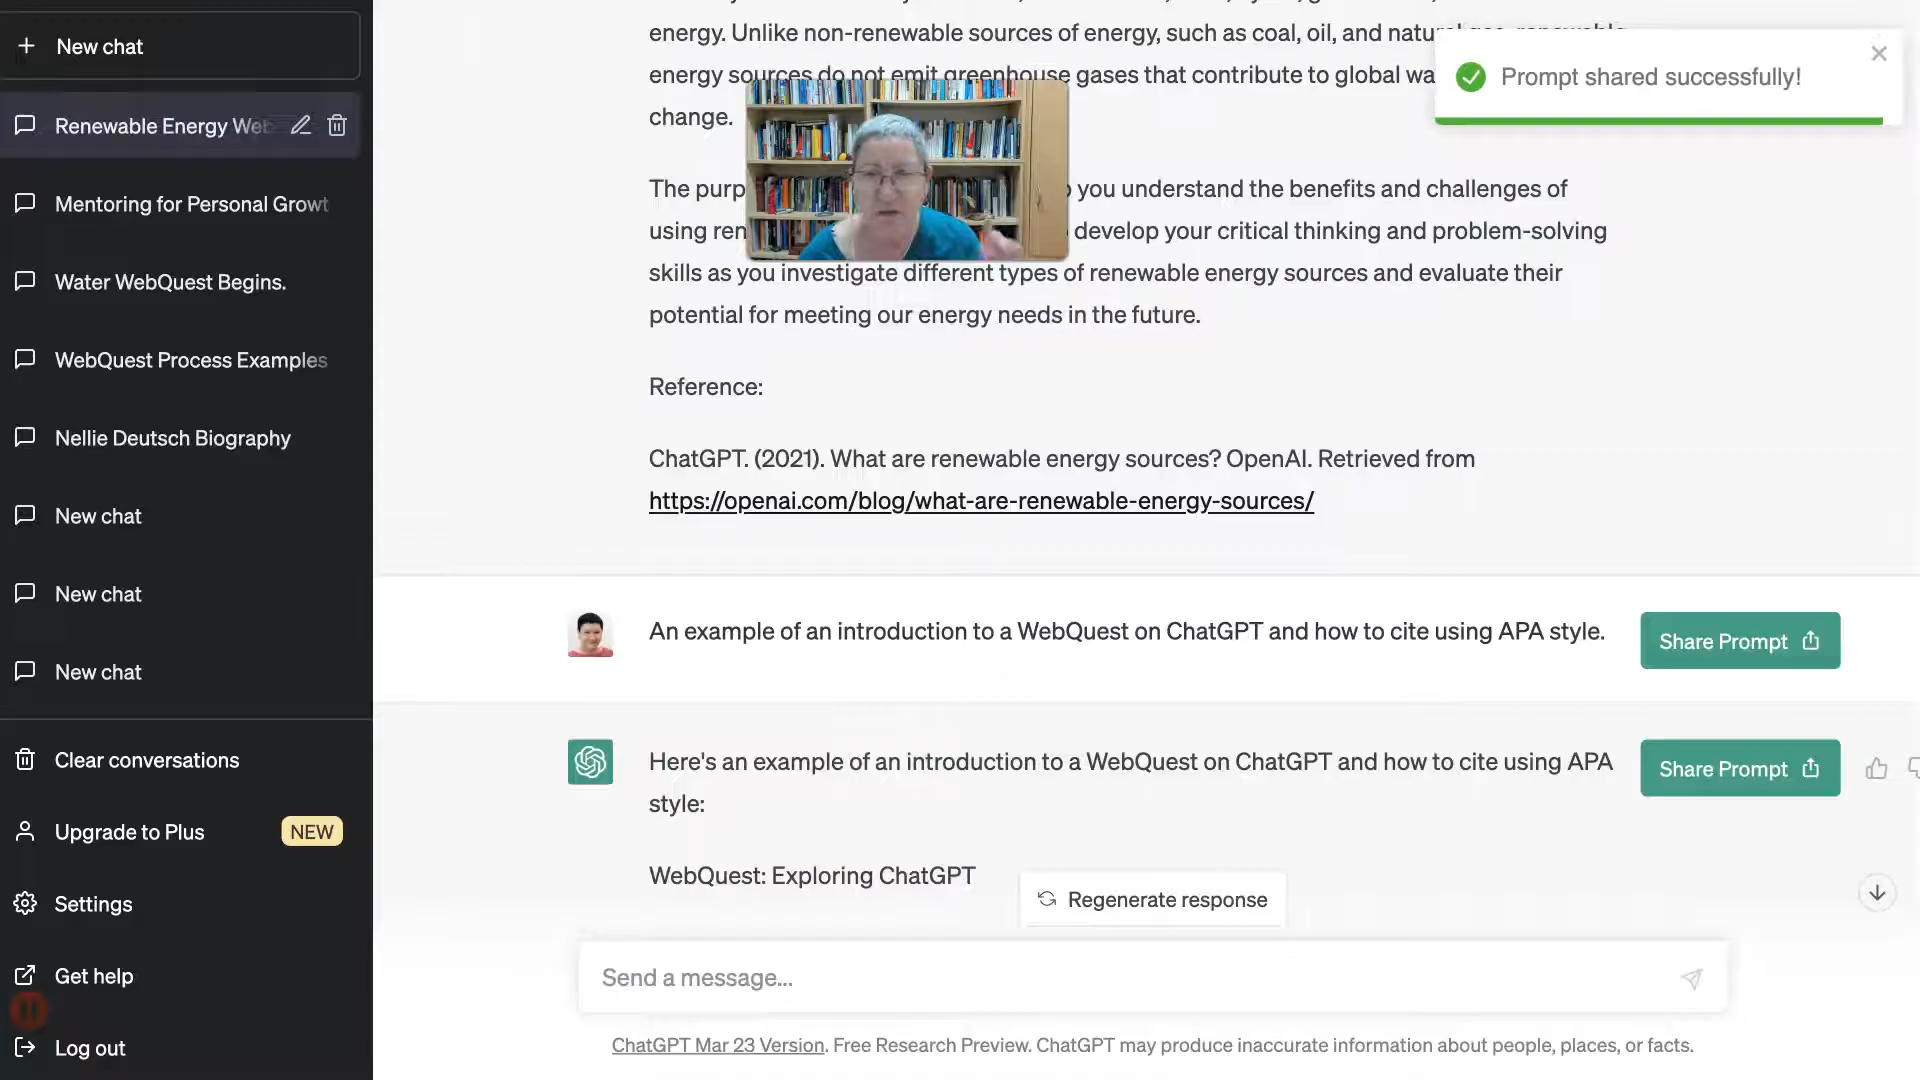 New chat
Renewable Energy Web
Mentoring for Personal Growt
Water WebQuest Begins.
WebQuest Process Examples
Nellie Deutsch Biography
New chat
New chat
New chat
Clear conversations
Upgrade to Plus NEW
Settings
Get help
Log out
energy. Unlike non-renewable sources of energy, such as coal, oil, and natural gas, renewable
energy sources do not emit greenhouse gases that contribute to global wa
change.
The purp you understand the benefits and challenges of
using ren develop your critical thinking and problem-solving
skills as you investigate different types of renewable energy sources and evaluate their
potential for meeting our energy needs in the future.
Reference:
ChatGPT. (2021). What are renewable energy sources? OpenAI. Retrieved from
https://openai.com/blog/what-are-renewable-energy-sources/
Prompt shared successfully!
An example of an introduction to a WebQuest on ChatGPT and how to cite using APA style.
Share Prompt
Here's an example of an introduction to a WebQuest on ChatGPT and how to cite using APA
style:
Share Prompt
WebQuest: Exploring ChatGPT
Regenerate response
Send a message...
ChatGPT Mar 23 Version. Free Research Preview. ChatGPT may produce inaccurate information about people, places, or facts.